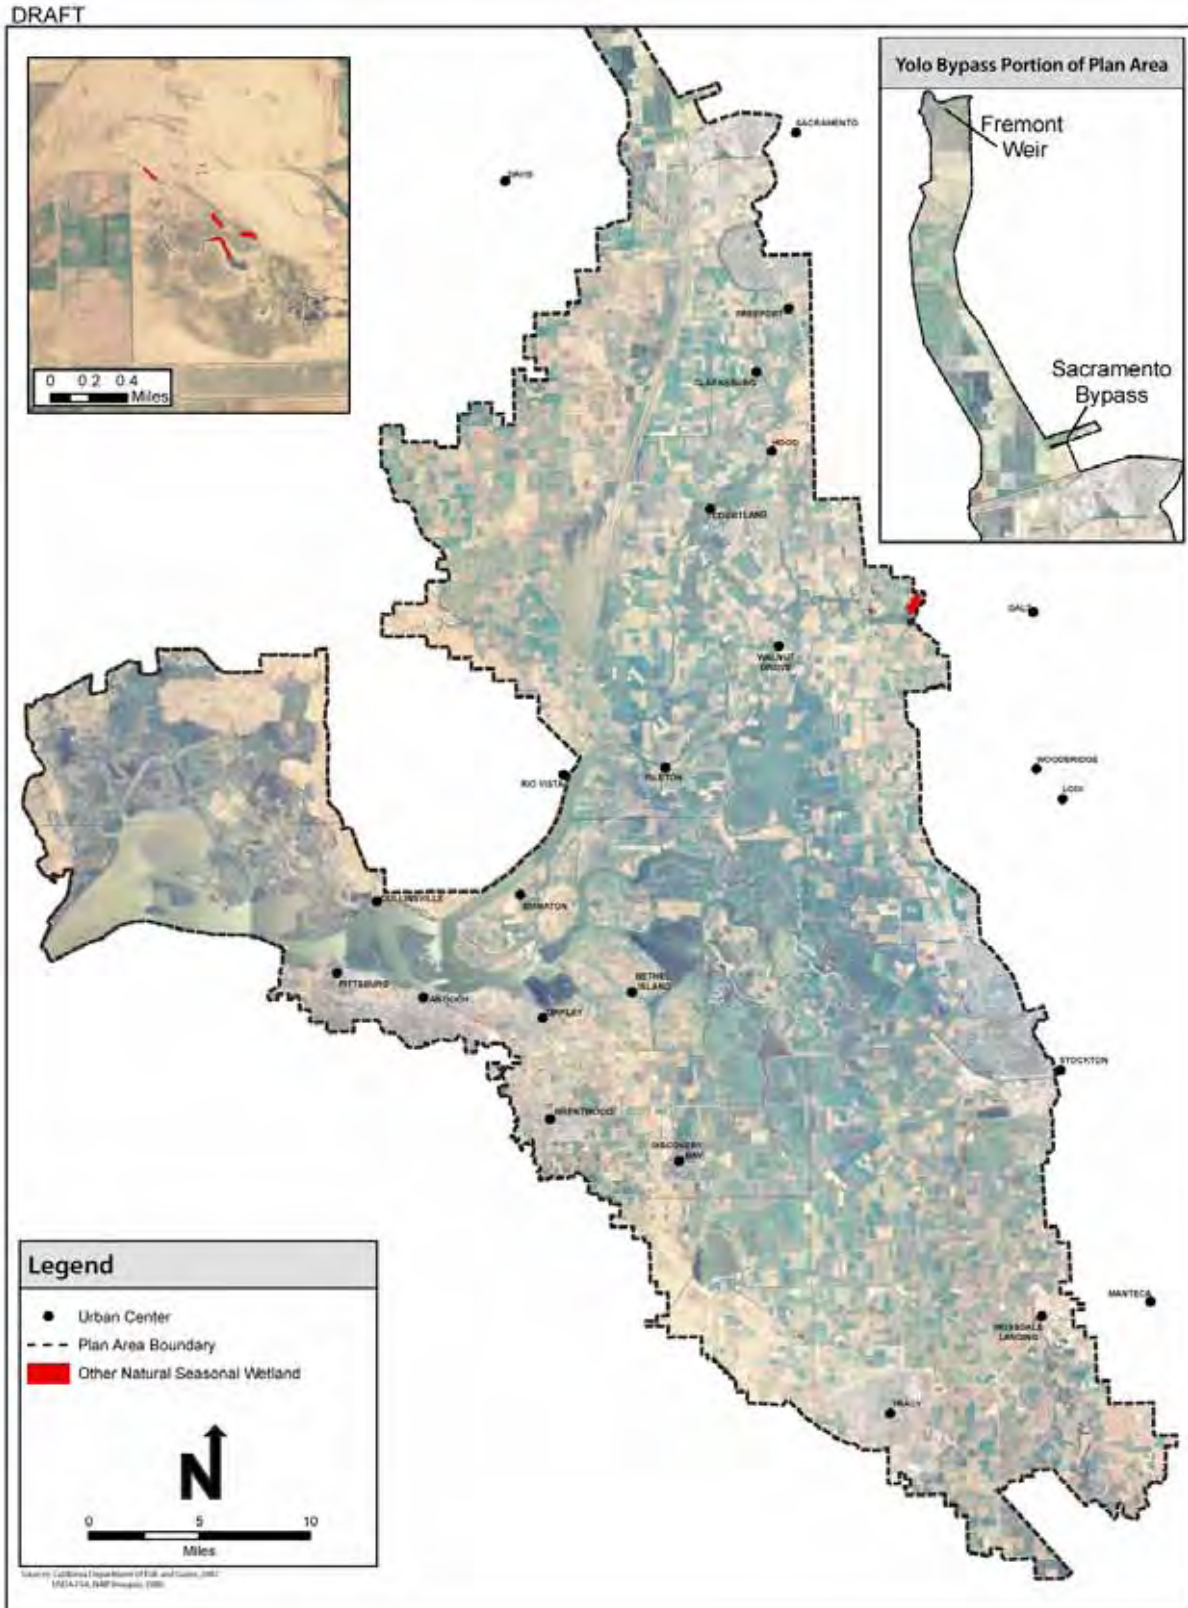 DRAFT
Yolo Bypass Portion of Plan Area
Fremont
Weir
Sacramento
Bypass
0 0.2 0.4
Miles
SACRAMENTO
DAVIS
FREEPORT
CLARKSBURG
HOOD
COURTLAND
GALT
WALNUT
GROVE
WOODBRIDGE
LODI
RIO VISTA
ISLETON
COLLINSVILLE
EMMATON
PITTSBURG
ANTIOCH
BETHEL
ISLAND
OAKLEY
STOCKTON
BRENTWOOD
DISCOVERY
BAY
MANTECA
MOSSDALE
LANDING
TRACY
Legend
Urban Center
Plan Area Boundary
Other Natural Seasonal Wetland
N
0 5 10
Miles